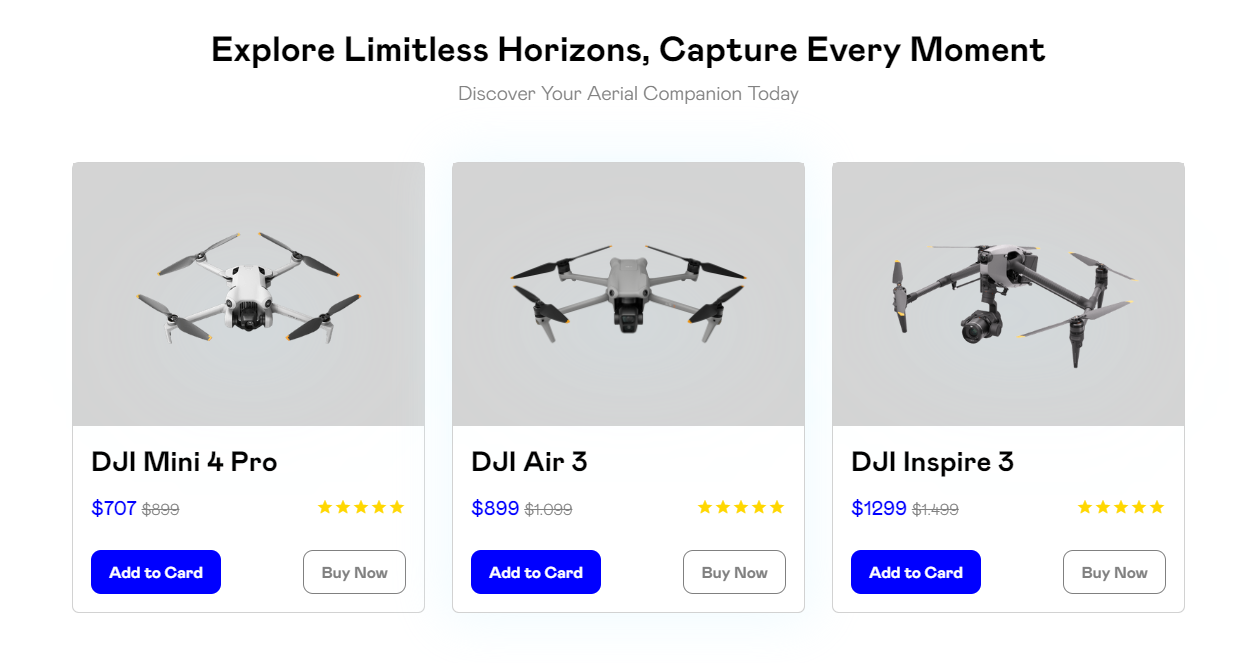 Explore Limitless Horizons, Capture Every Moment
Discover Your Aerial Companion Today
DJI Mini 4 Pro
$707 $899
Add to Card Buy Now
DJI Air 3
$899 $1.099
Add to Card Buy Now
DJI Inspire 3
$1299 $1.499
Add to Card Buy Now